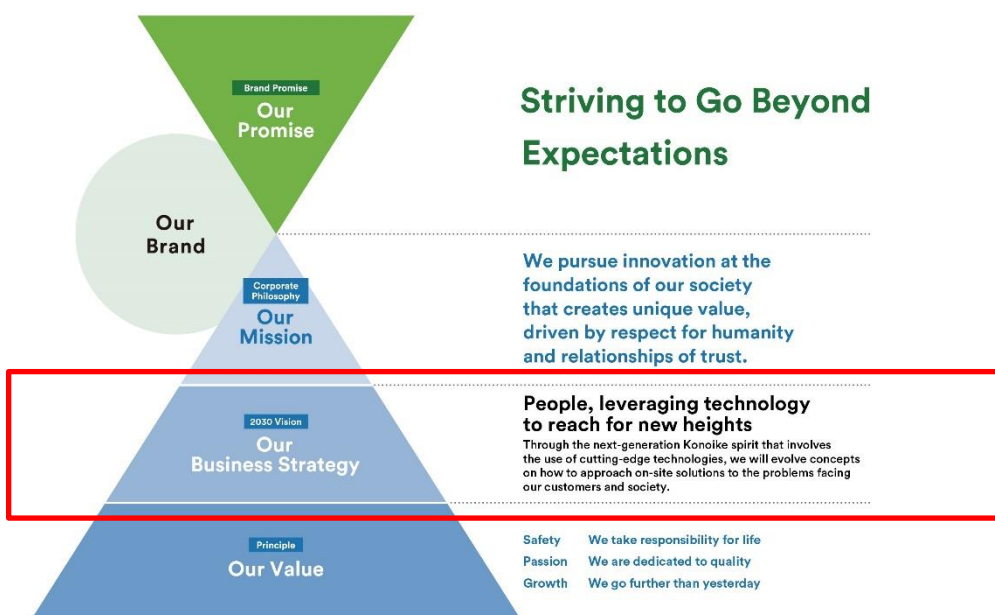 Brand Promise
Our
Promise
Striving to Go Beyond
Expectations
Our
Brand
Corporate
Philosophy
Our
Mission
We pursue innovation at the
foundations of our society
that creates unique value,
driven by respect for humanity
and relationships of trust.
2030 Vision
Our
Business Strategy
People, leveraging technology
to reach for new heights
Through the next-generation Konoike spirit that involves
the use of cutting-edge technologies, we will evolve concepts
on how to approach on-site solutions to the problems facing
our customers and society.
Principle
Our Value
Safety We take responsibility for life
Passion We are dedicated to quality
Growth We go further than yesterday